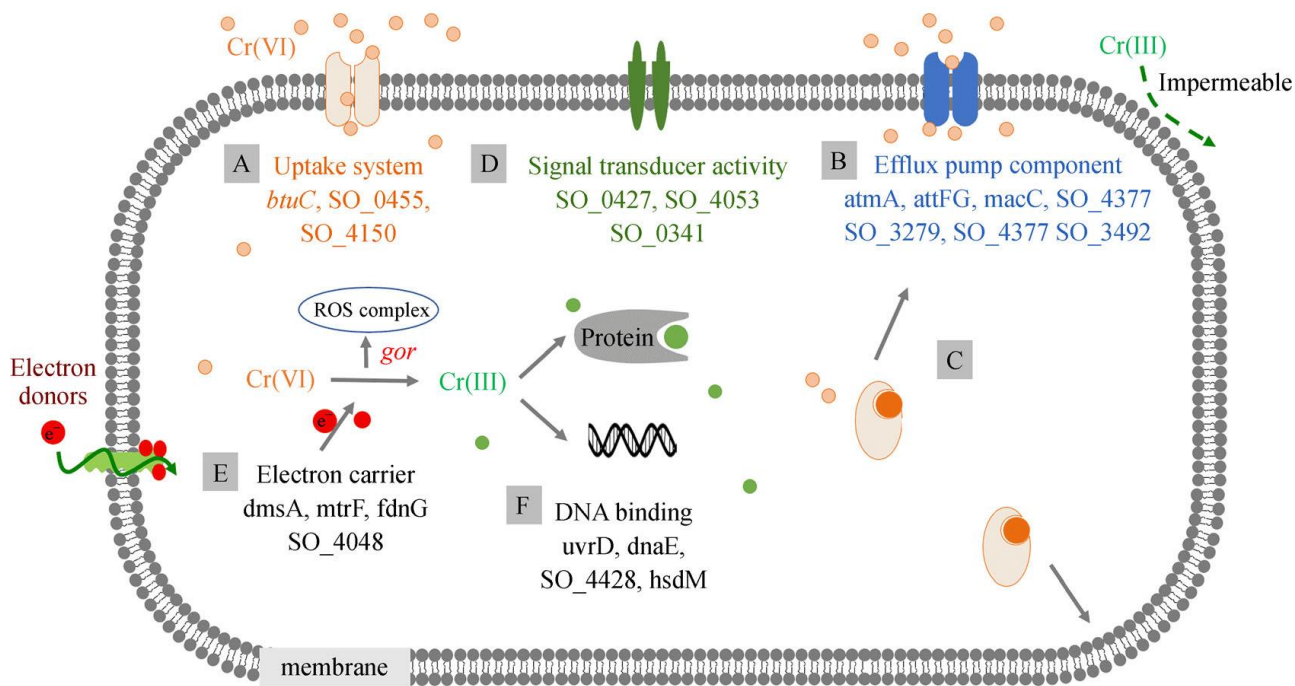 Cr(VI)
Cr(III)
Impermeable
A
Uptake system
btuC, SO_0455,
SO_4150
D
Signal transducer activity
SO_0427, SO_4053
SO_0341
B
Efflux pump component
atmA, attFG, macC, SO_4377
SO_3279, SO_4377 SO_3492
ROS complex
gor
Cr(VI)
Cr(III)
Protein
C
Electron
donors
e⁻
e⁻
E
Electron carrier
dmsA, mtrF, fdnG
SO_4048
F
DNA binding
uvrD, dnaE,
SO_4428, hsdM
membrane